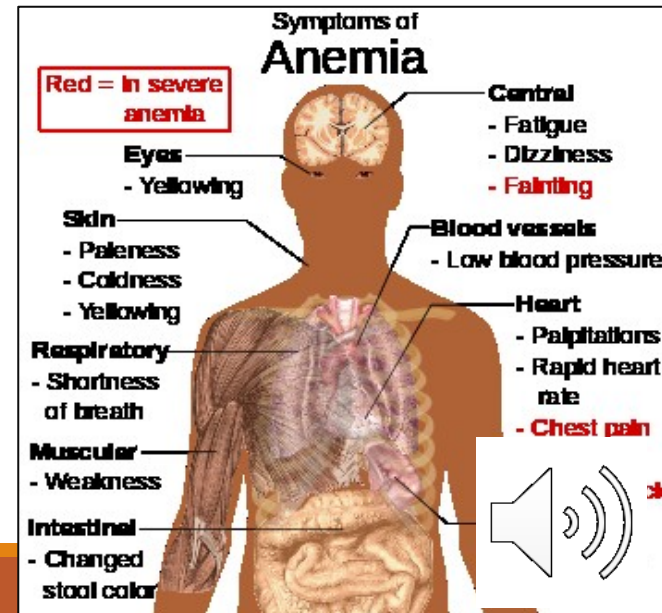 Symptoms of
Anemia
Red = In severe
anemia
Central
- Fatigue
- Dizziness
- Fainting
Eyes
- Yellowing
Skin
- Paleness
- Coldness
- Yellowing
Blood vessels
- Low blood pressure
Heart
- Palpitations
- Rapid heart
rate
- Chest pain
Respiratory
- Shortness
of breath
Muscular
- Weakness
Intestinal
- Changed
stool color